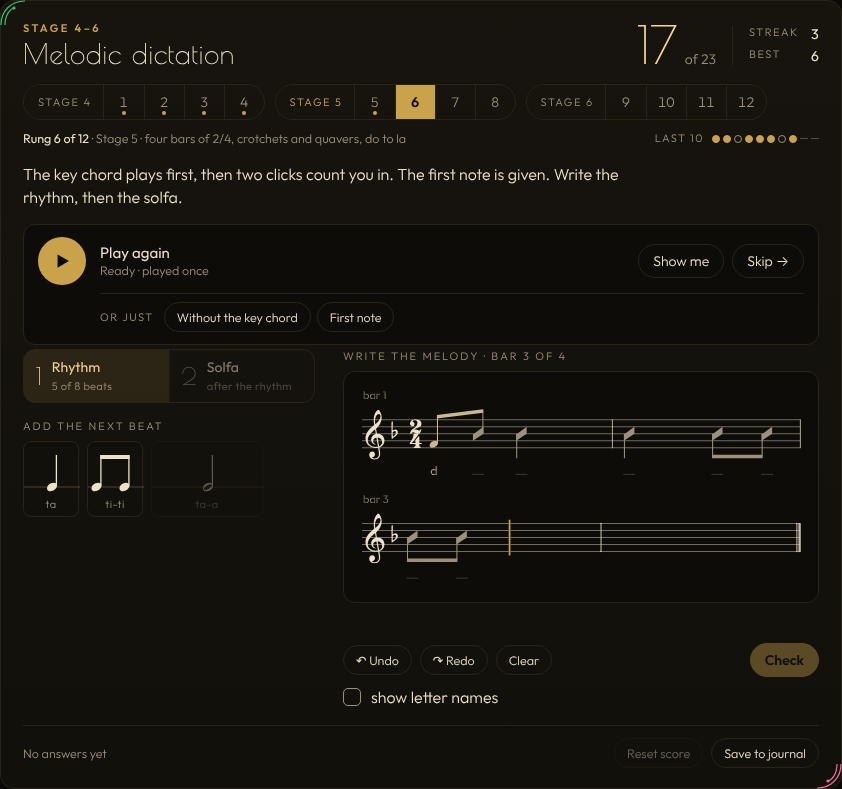 STAGE 4–6
Melodic dictation
17 of 23
STREAK 3
BEST 6
STAGE 4 1 2 3 4 STAGE 5 5 6 7 8 STAGE 6 9 10 11 12
Rung 6 of 12 · Stage 5 · four bars of 2/4, crotchets and quavers, do to la
LAST 10
The key chord plays first, then two clicks count you in. The first note is given. Write the
rhythm, then the solfa.
Play again
Ready · played once
Show me Skip →
OR JUST Without the key chord First note
1 Rhythm
5 of 8 beats
2 Solfa
after the rhythm
ADD THE NEXT BEAT
ta ti-ti ta-a
WRITE THE MELODY · BAR 3 OF 4
bar 1
2
4
d
bar 3
↶ Undo ↷ Redo Clear Check
show letter names
No answers yet Reset score Save to journal